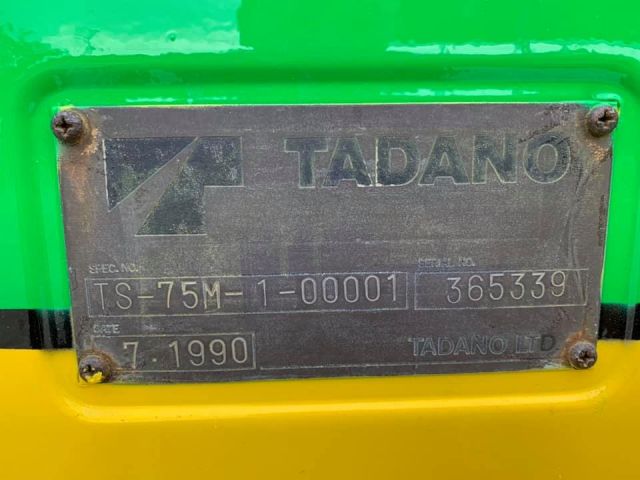 TADANO
SPEC. NO. SERIAL NO.
TS-75M-1-00001 365339
DATE
7.1990 TADANO LTD